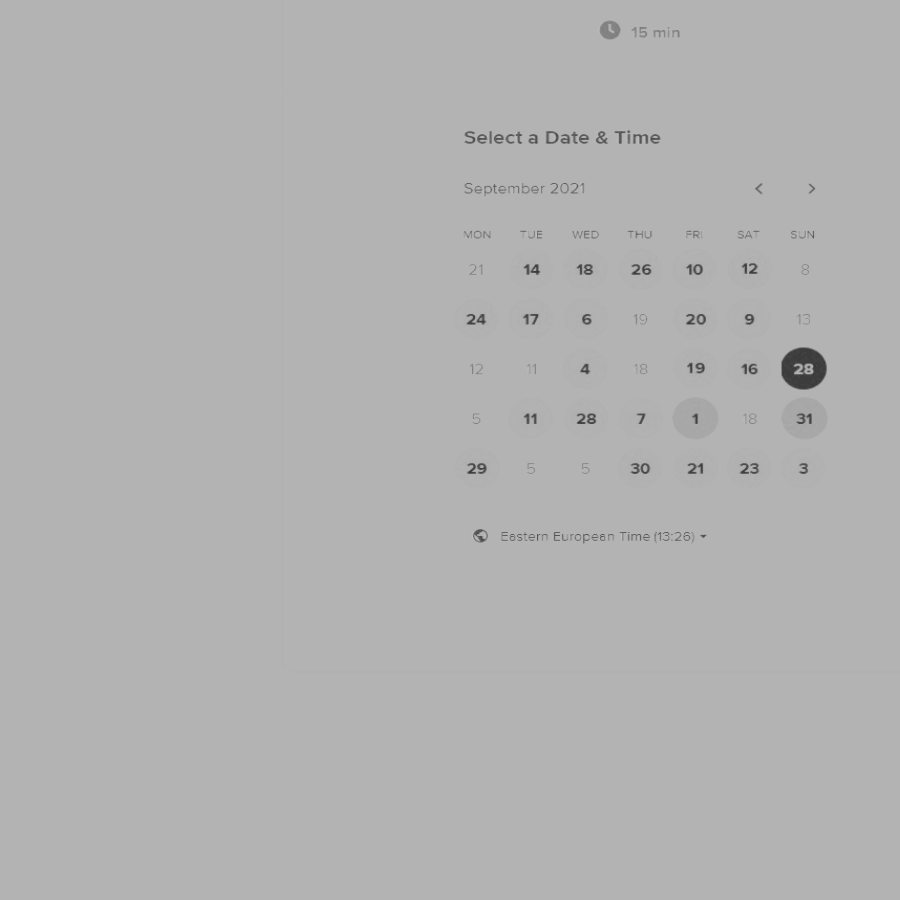 15 min
Select a Date & Time
September 2021
MON TUE WED THU FRI SAT SUN
21 14 18 26 10 12 8
24 17 6 19 20 9 13
12 11 4 18 19 16 28
5 11 28 7 1 18 31
29 5 5 30 21 23 3
Eastern European Time (13:26)